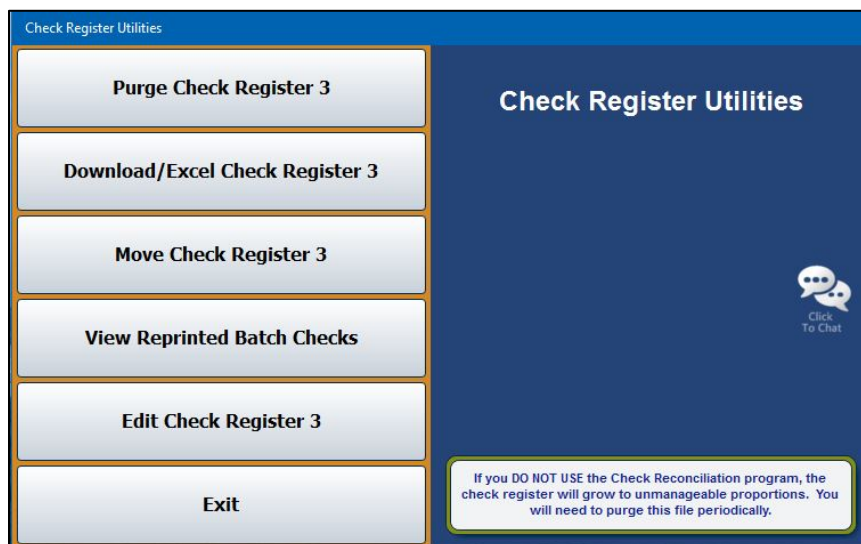 Check Register Utilities
Purge Check Register 3
Download/Excel Check Register 3
Move Check Register 3
View Reprinted Batch Checks
Edit Check Register 3
Exit
Check Register Utilities
Click
To Chat
If you DO NOT USE the Check Reconciliation program, the
check register will grow to unmanageable proportions. You
will need to purge this file periodically.